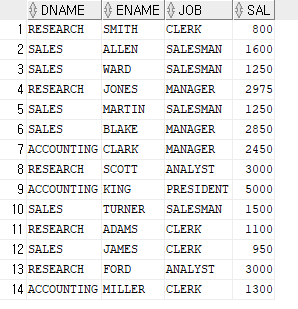 DNAME ENAME JOB SAL
1 RESEARCH SMITH CLERK 800
2 SALES ALLEN SALESMAN 1600
3 SALES WARD SALESMAN 1250
4 RESEARCH JONES MANAGER 2975
5 SALES MARTIN SALESMAN 1250
6 SALES BLAKE MANAGER 2850
7 ACCOUNTING CLARK MANAGER 2450
8 RESEARCH SCOTT ANALYST 3000
9 ACCOUNTING KING PRESIDENT 5000
10 SALES TURNER SALESMAN 1500
11 RESEARCH ADAMS CLERK 1100
12 SALES JAMES CLERK 950
13 RESEARCH FORD ANALYST 3000
14 ACCOUNTING MILLER CLERK 1300